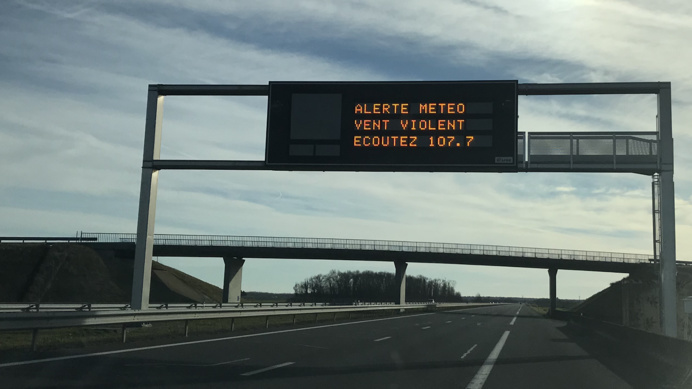 ALERTE METEO
VENT VIOLENT
ECOUTEZ 107.7